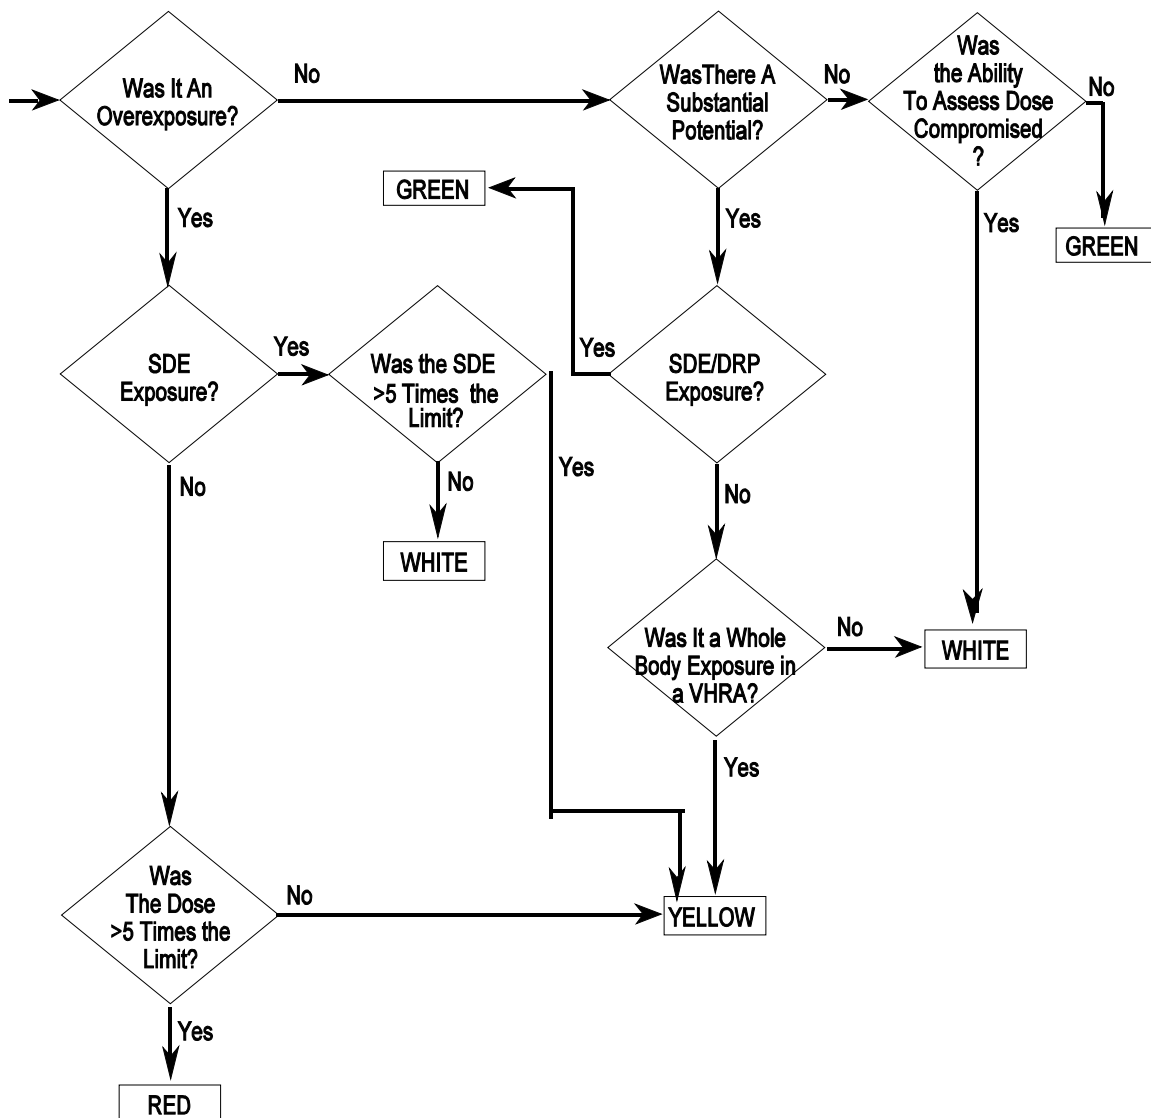 Was It An
Overexposure?
No
WasThere A
Substantial
Potential?
No
Was
the Ability
To Assess Dose
Compromised
?
No
GREEN
Yes
Yes
Yes
GREEN
SDE
Exposure?
Yes
Was the SDE
>5 Times the
Limit?
Yes
SDE/DRP
Exposure?
No
No
Yes
No
WHITE
Was It a Whole
Body Exposure in
a VHRA?
No
WHITE
Yes
Was
The Dose
>5 Times the
Limit?
No
YELLOW
Yes
RED